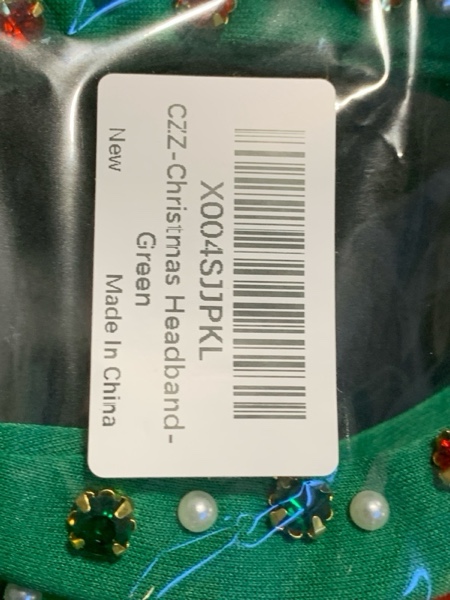 X004SJJPKL
CZZ-Christmas Headband-
Green
New Made In China